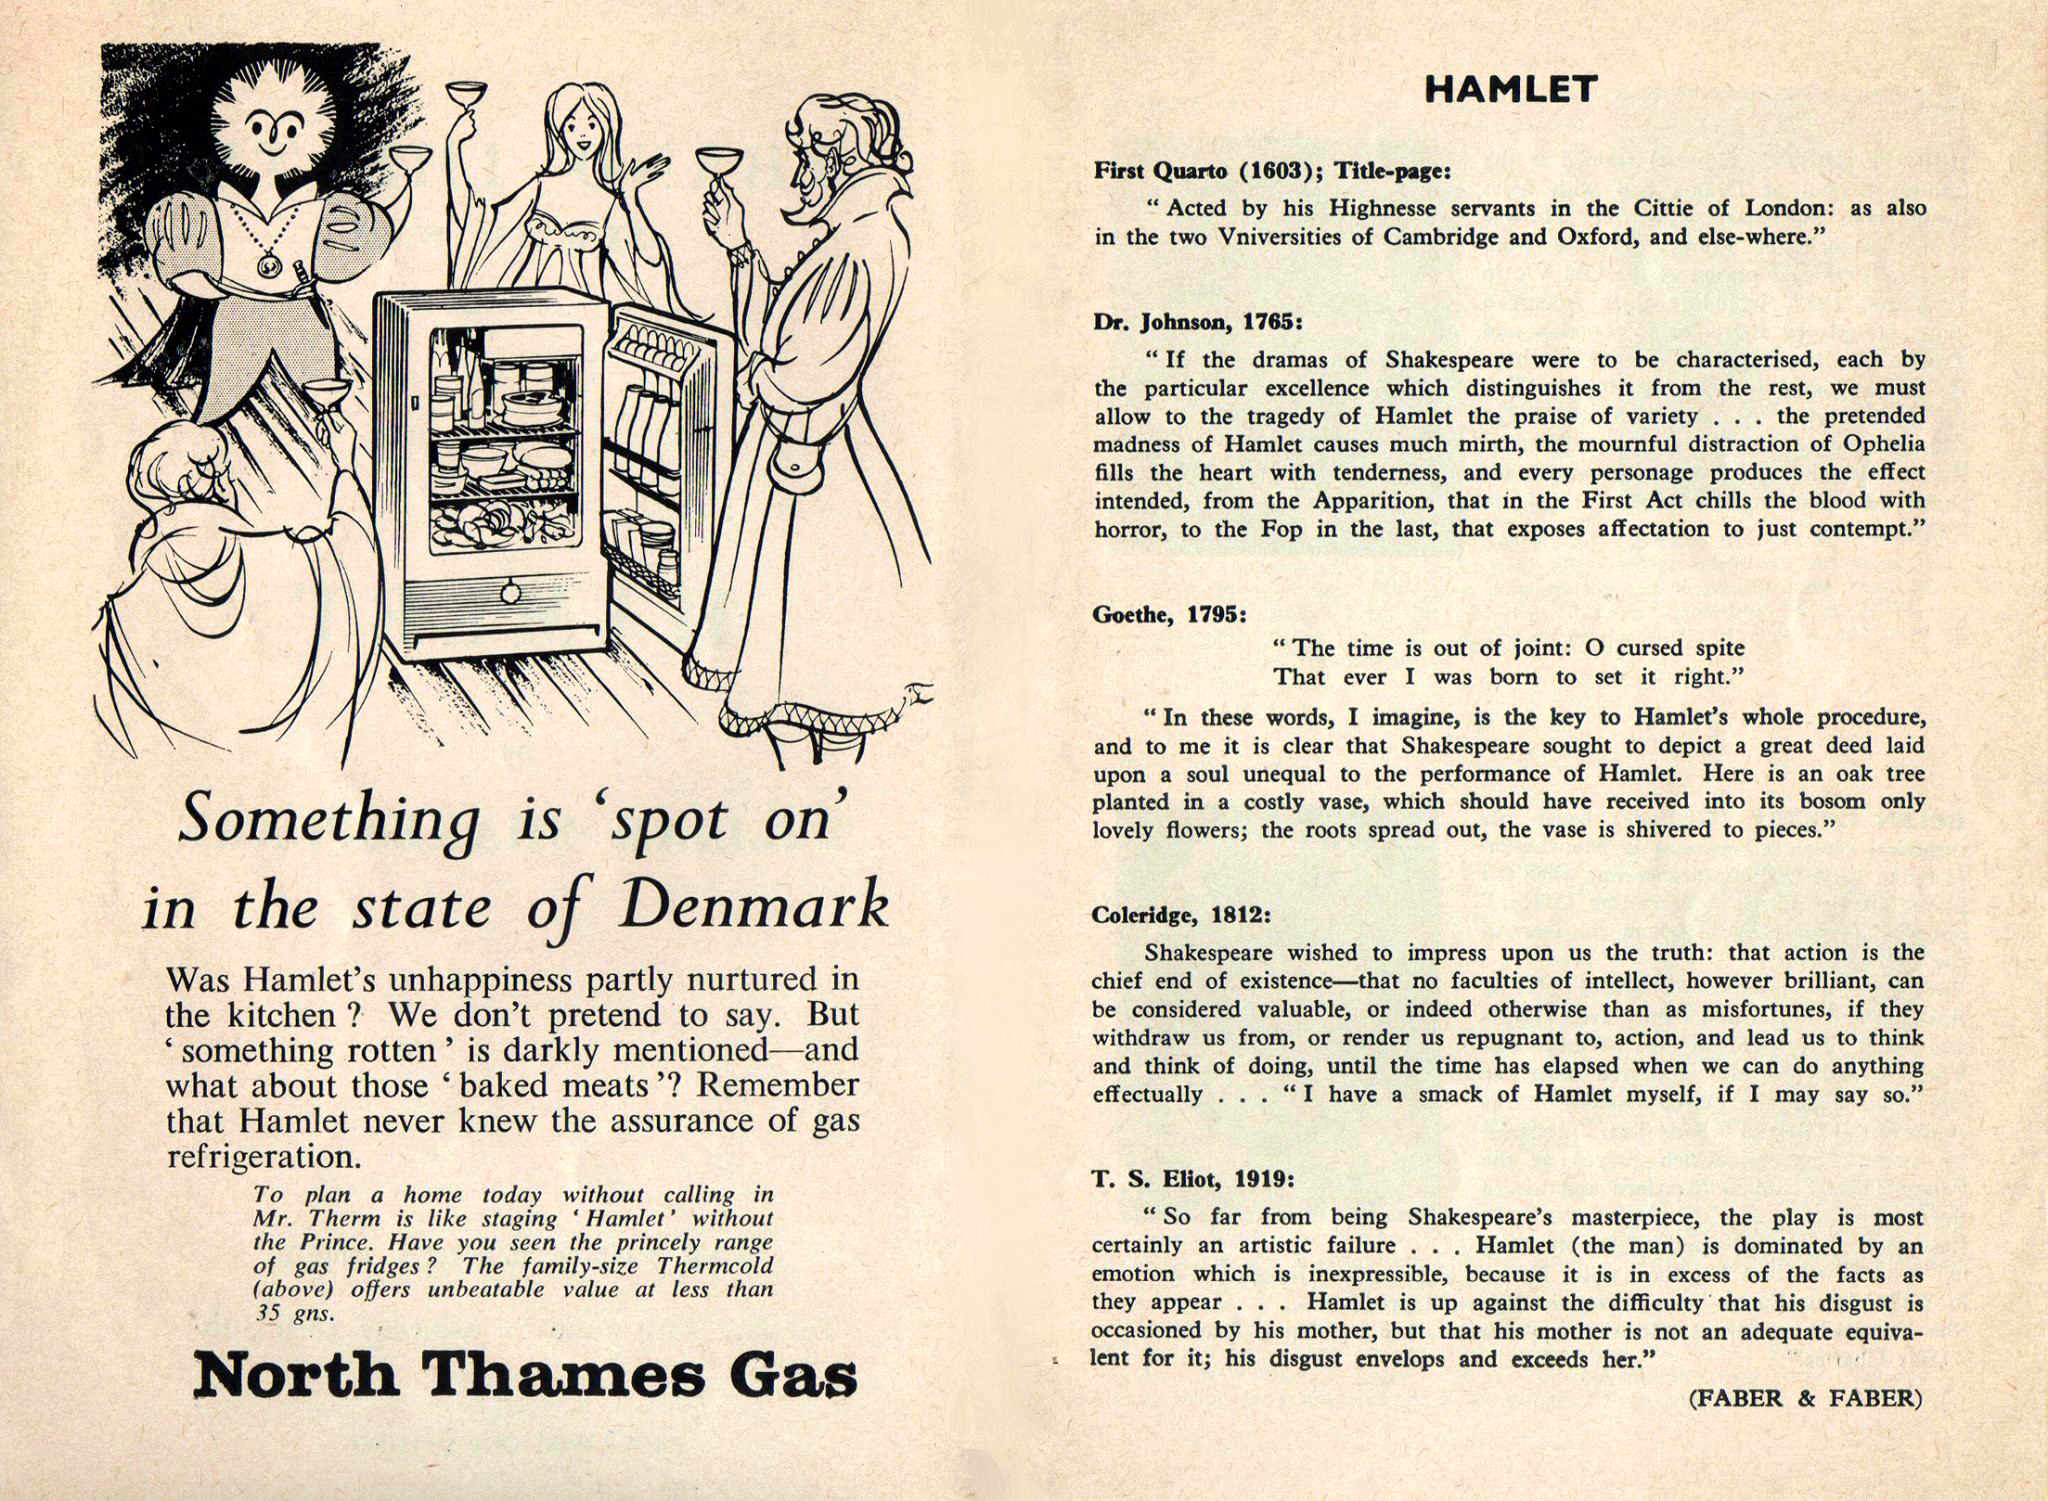 Something is ‘spot on’
in the state of Denmark
Was Hamlet’s unhappiness partly nurtured in
the kitchen ? We don’t pretend to say. But
‘ something rotten ’ is darkly mentioned—and
what about those ‘ baked meats ’? Remember
that Hamlet never knew the assurance of gas
refrigeration.
To plan a home today without calling in
Mr. Therm is like staging ‘ Hamlet ’ without
the Prince. Have you seen the princely range
of gas fridges ? The family-size Thermcold
(above) offers unbeatable value at less than
35 gns.
North Thames Gas
HAMLET
First Quarto (1603); Title-page:
“ Acted by his Highnesse servants in the Cittie of London: as also
in the two Vniversities of Cambridge and Oxford, and else-where.”
Dr. Johnson, 1765:
“ If the dramas of Shakespeare were to be characterised, each by
the particular excellence which distinguishes it from the rest, we must
allow to the tragedy of Hamlet the praise of variety . . . the pretended
madness of Hamlet causes much mirth, the mournful distraction of Ophelia
fills the heart with tenderness, and every personage produces the effect
intended, from the Apparition, that in the First Act chills the blood with
horror, to the Fop in the last, that exposes affectation to just contempt.”
Goethe, 1795:
“ The time is out of joint: O cursed spite
That ever I was born to set it right.”
“ In these words, I imagine, is the key to Hamlet’s whole procedure,
and to me it is clear that Shakespeare sought to depict a great deed laid
upon a soul unequal to the performance of Hamlet. Here is an oak tree
planted in a costly vase, which should have received into its bosom only
lovely flowers; the roots spread out, the vase is shivered to pieces.”
Coleridge, 1812:
Shakespeare wished to impress upon us the truth: that action is the
chief end of existence—that no faculties of intellect, however brilliant, can
be considered valuable, or indeed otherwise than as misfortunes, if they
withdraw us from, or render us repugnant to, action, and lead us to think
and think of doing, until the time has elapsed when we can do anything
effectually . . . “ I have a smack of Hamlet myself, if I may say so.”
T. S. Eliot, 1919:
“ So far from being Shakespeare’s masterpiece, the play is most
certainly an artistic failure . . . Hamlet (the man) is dominated by an
emotion which is inexpressible, because it is in excess of the facts as
they appear . . . Hamlet is up against the difficulty that his disgust is
occasioned by his mother, but that his mother is not an adequate equiva-
lent for it; his disgust envelops and exceeds her.”
(FABER & FABER)